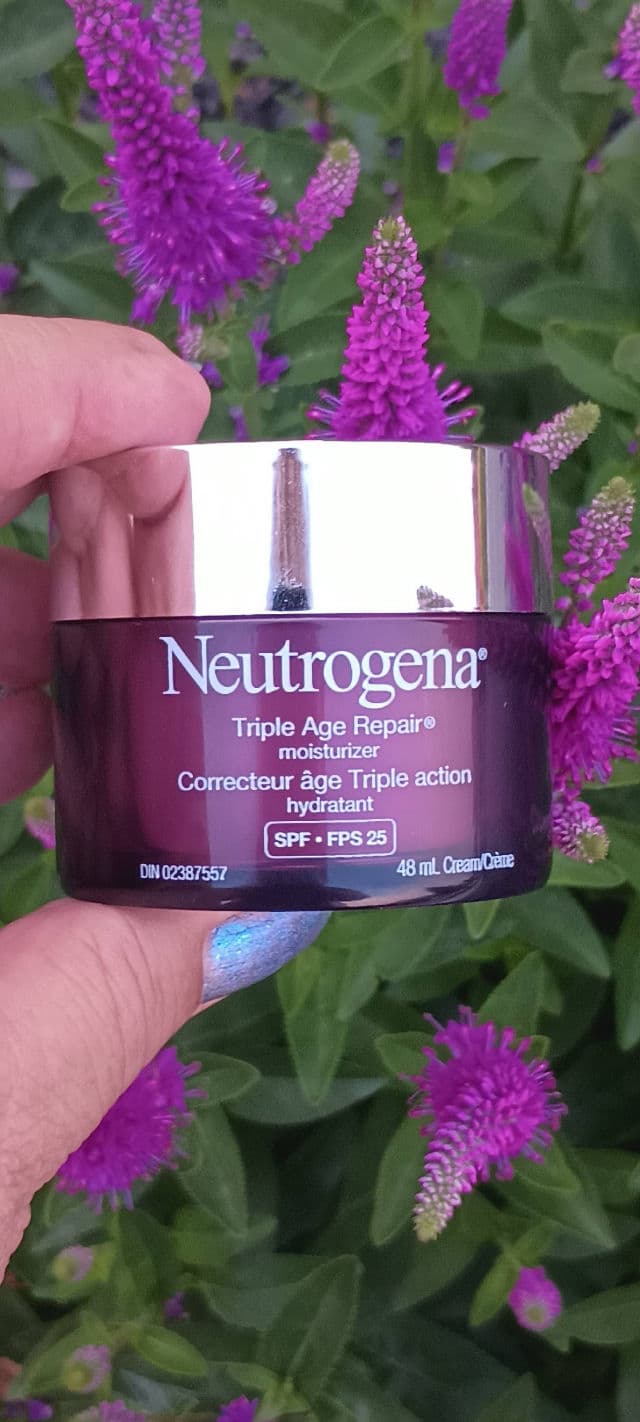 Neutrogena®
Triple Age Repair®
moisturizer
Correcteur âge Triple action
hydratant
SPF • FPS 25
DIN 02387557
48 mL Cream/Crème